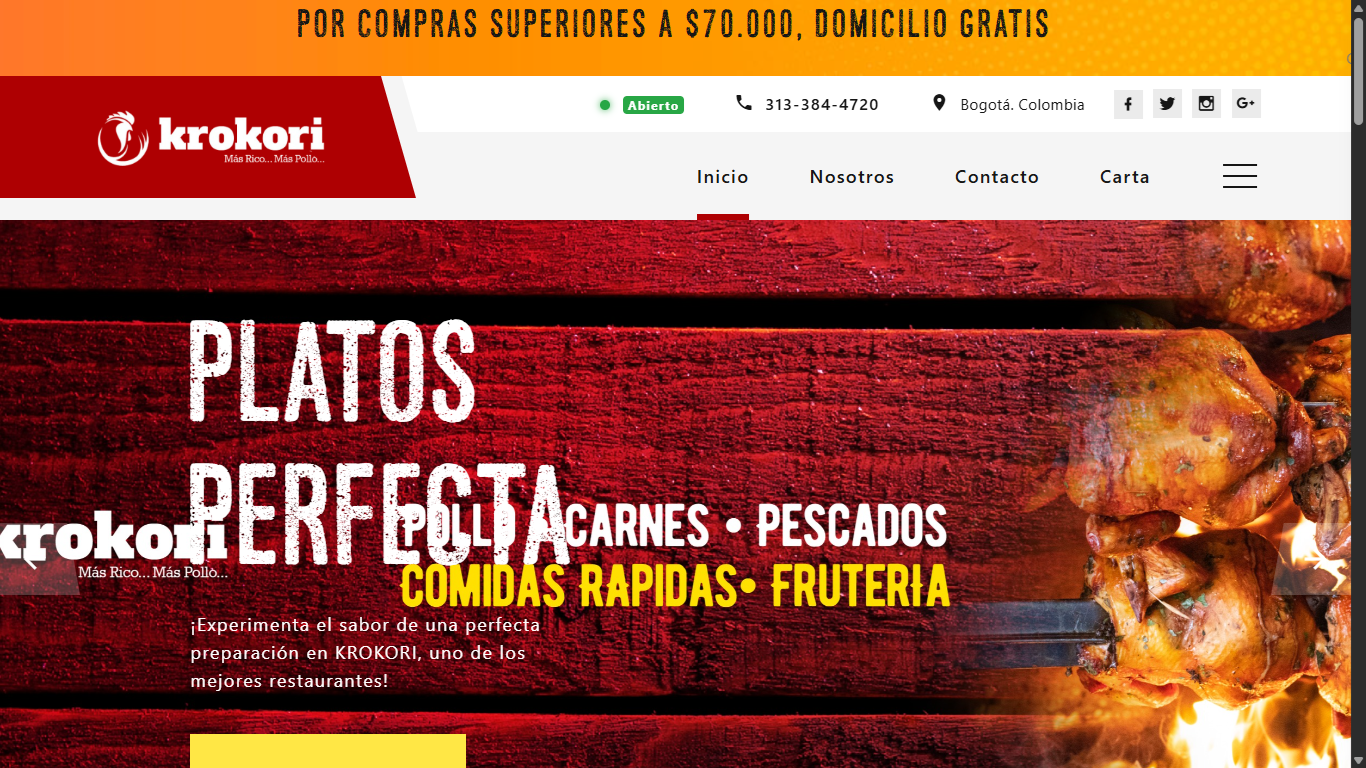 POR COMPRAS SUPERIORES A $70.000, DOMICILIO GRATIS
Abierto
313-384-4720
Bogotá. Colombia
krokori
Más Rico... Más Pollo...
Inicio
Nosotros
Contacto
Carta
PLATOS
PERFECTA
POLLO • CARNES • PESCADOS
krokori
Más Rico... Más Pollo...
COMIDAS RAPIDAS• FRUTERIA
¡Experimenta el sabor de una perfecta
preparación en KROKORI, uno de los
mejores restaurantes!